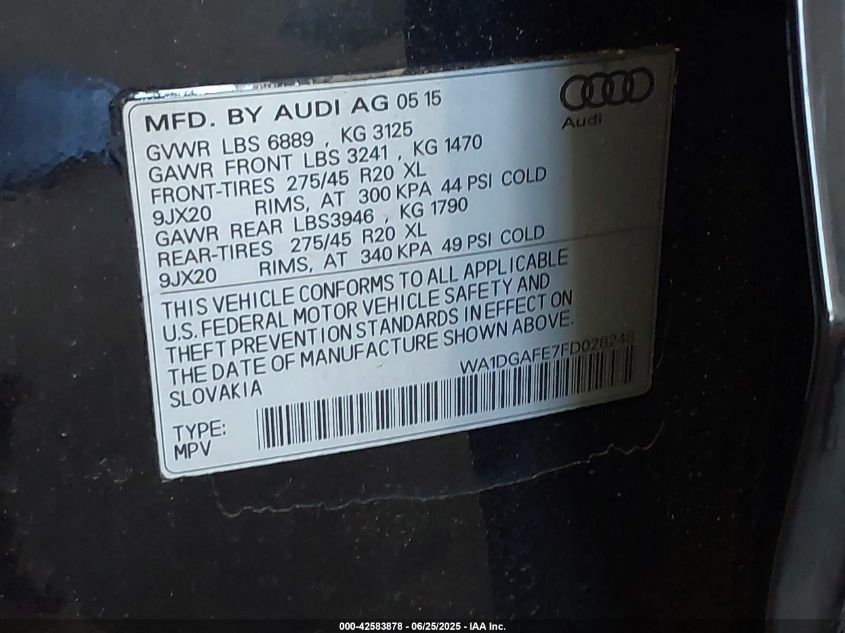 MFD. BY AUDI AG 05 15
Audi
GVWR LBS 6889 , KG 3125
GAWR FRONT LBS 3241 , KG 1470
FRONT-TIRES 275/45 R20 XL
9JX20 RIMS, AT 300 KPA 44 PSI COLD
GAWR REAR LBS3946 , KG 1790
REAR-TIRES 275/45 R20 XL
9JX20 RIMS, AT 340 KPA 49 PSI COLD
THIS VEHICLE CONFORMS TO ALL APPLICABLE
U.S. FEDERAL MOTOR VEHICLE SAFETY AND
THEFT PREVENTION STANDARDS IN EFFECT ON
THE DATE OF MANUFACTURE SHOWN ABOVE.
SLOVAKIA
WA1DGAFE7FD028248
TYPE:
MPV
000-42583878 - 06/25/2025 - IAA Inc.